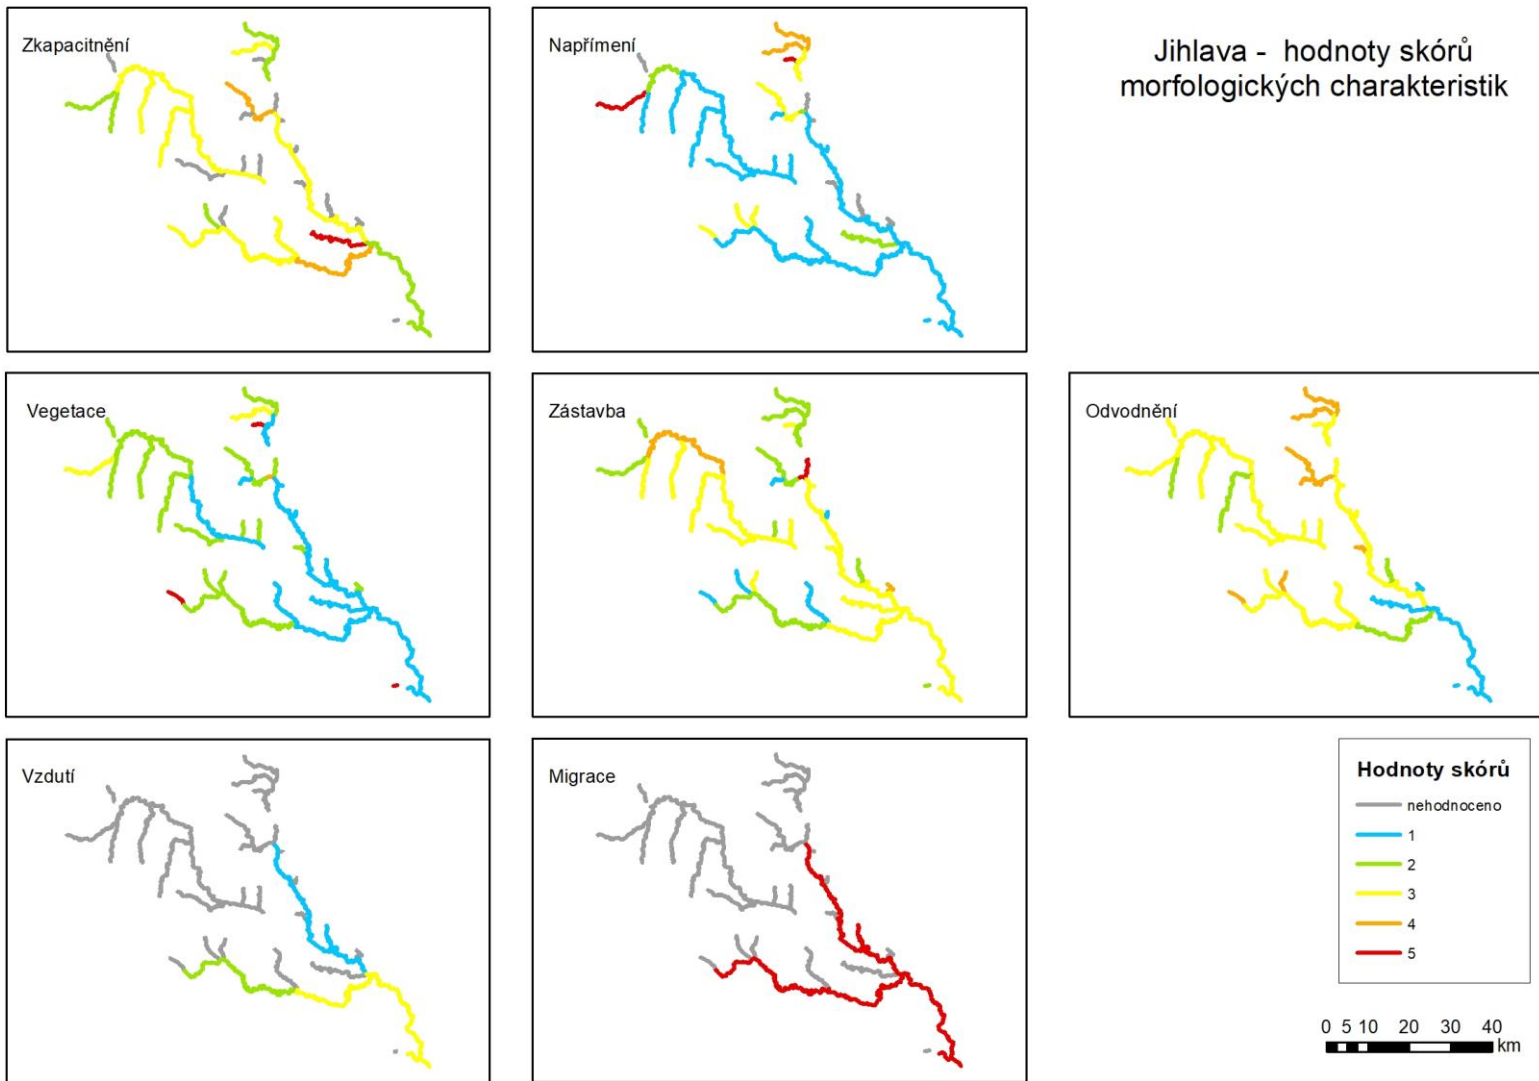 Jihlava - hodnoty skórů
morfologických charakteristik
Zkapacitnění
Napřímení
Vegetace
Zástavba
Odvodnění
Vzdutí
Migrace
Hodnoty skórů
nehodnoceno
1
2
3
4
5
0 5 10 20 30 40
km